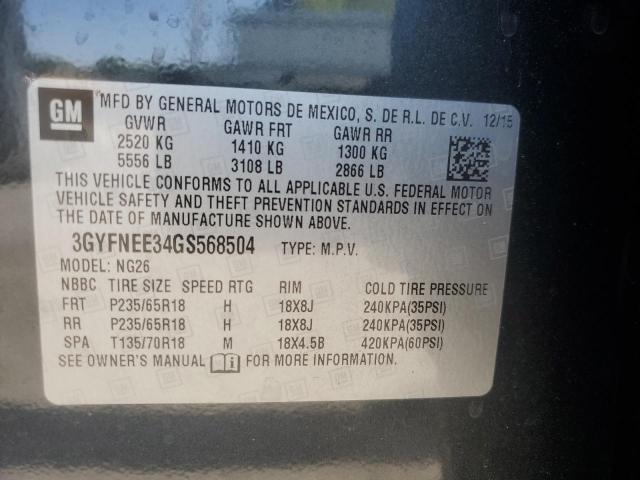 GM
MFD BY GENERAL MOTORS DE MEXICO, S. DE R.L. DE C.V. 12/15
GVWR GAWR FRT GAWR RR
2520 KG 1410 KG 1300 KG
5556 LB 3108 LB 2866 LB
THIS VEHICLE CONFORMS TO ALL APPLICABLE U.S. FEDERAL MOTOR
VEHICLE SAFETY AND THEFT PREVENTION STANDARDS IN EFFECT ON
THE DATE OF MANUFACTURE SHOWN ABOVE.
3GYFNEE34GS568504 TYPE: M.P.V.
MODEL: NG26
NBBC TIRE SIZE SPEED RTG RIM COLD TIRE PRESSURE
FRT P235/65R18 H 18X8J 240KPA(35PSI)
RR P235/65R18 H 18X8J 240KPA(35PSI)
SPA T135/70R18 M 18X4.5B 420KPA(60PSI)
SEE OWNER'S MANUAL FOR MORE INFORMATION.